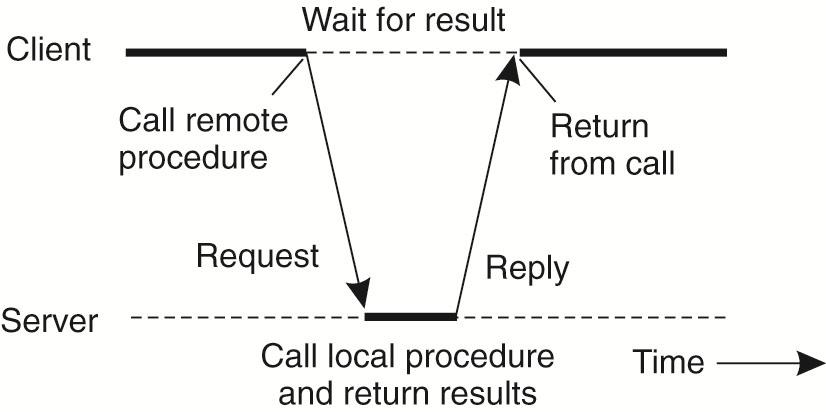 Wait for result
Client
Call remote
procedure
Return
from call
Request
Reply
Server
Call local procedure
and return results
Time